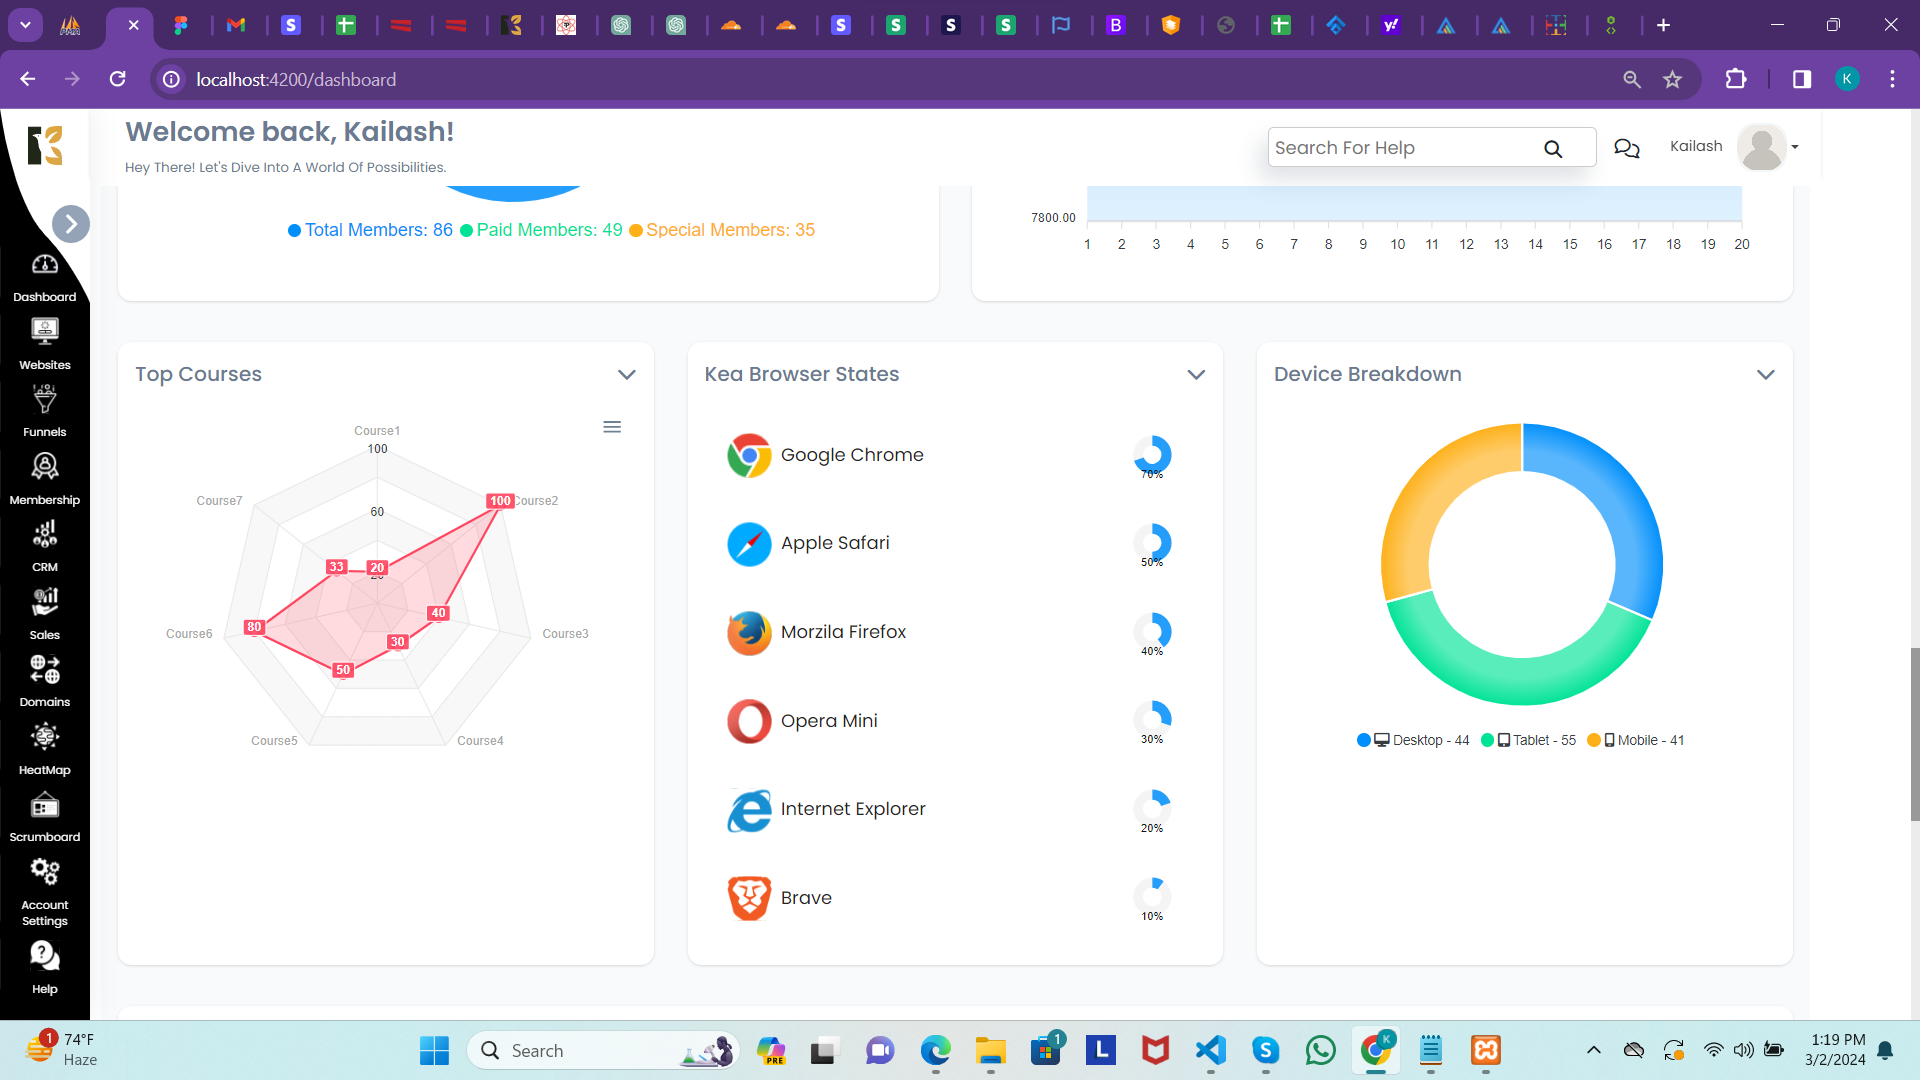 localhost:4200/dashboard
K
Welcome back, Kailash!
Hey There! Let's Dive Into A World Of Possibilities.
Search For Help
Kailash
Total Members: 86 Paid Members: 49 Special Members: 35
7800.00
1 2 3 4 5 6 7 8 9 10 11 12 13 14 15 16 17 18 19 20
Dashboard
Websites
Funnels
Membership
CRM
Sales
Domains
HeatMap
Scrumboard
Account
Settings
Help
Top Courses
Course1
100
Course7
100
Course2
60
33
20
40
80
Course6
Course3
30
50
Course5
Course4
Kea Browser States
Google Chrome
70%
Apple Safari
50%
Morzila Firefox
40%
Opera Mini
30%
Internet Explorer
20%
Brave
10%
Device Breakdown
Desktop - 44 Tablet - 55 Mobile - 41
1
74°F
Haze
Search
PRE
1
L
K
1:19 PM
3/2/2024